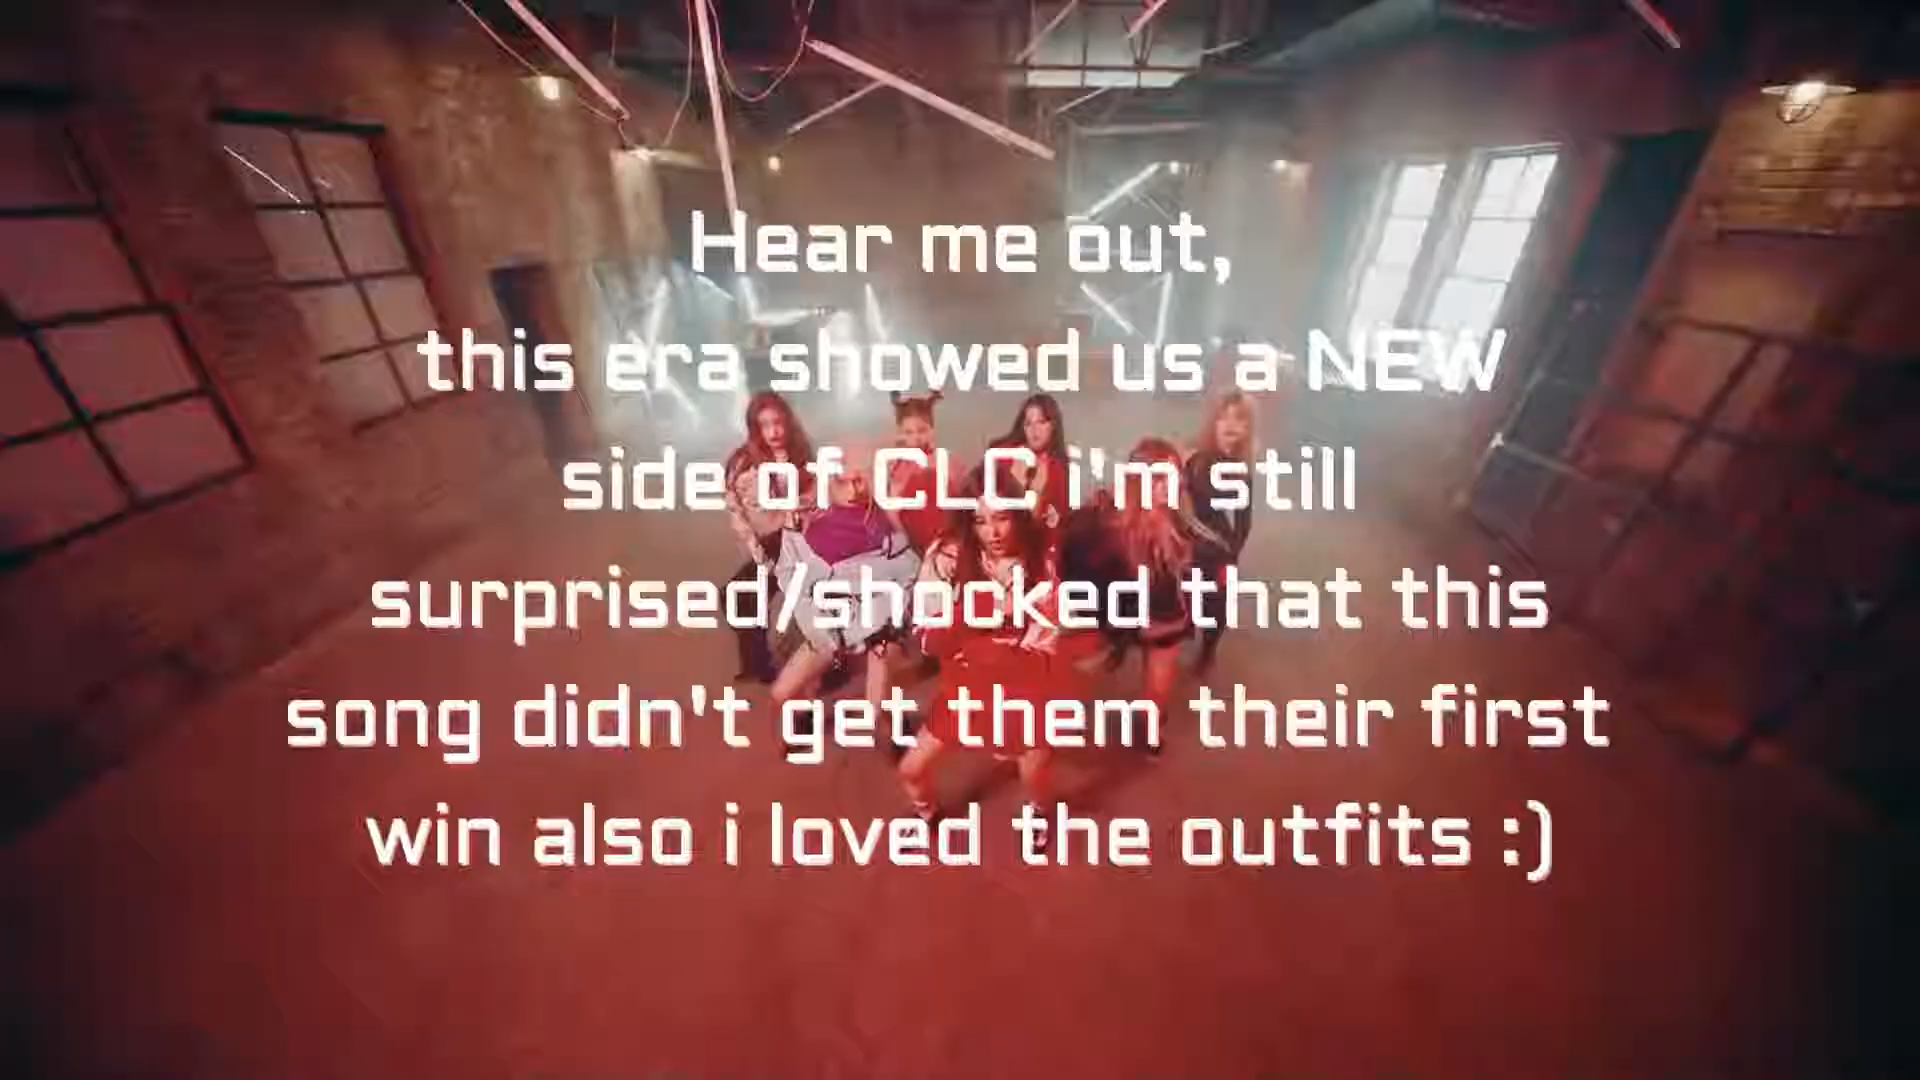 Hear me out,
this era showed us a NEW
side of CLC i'm still
surprised/shocked that this
song didn't get them their first
win also i loved the outfits :)